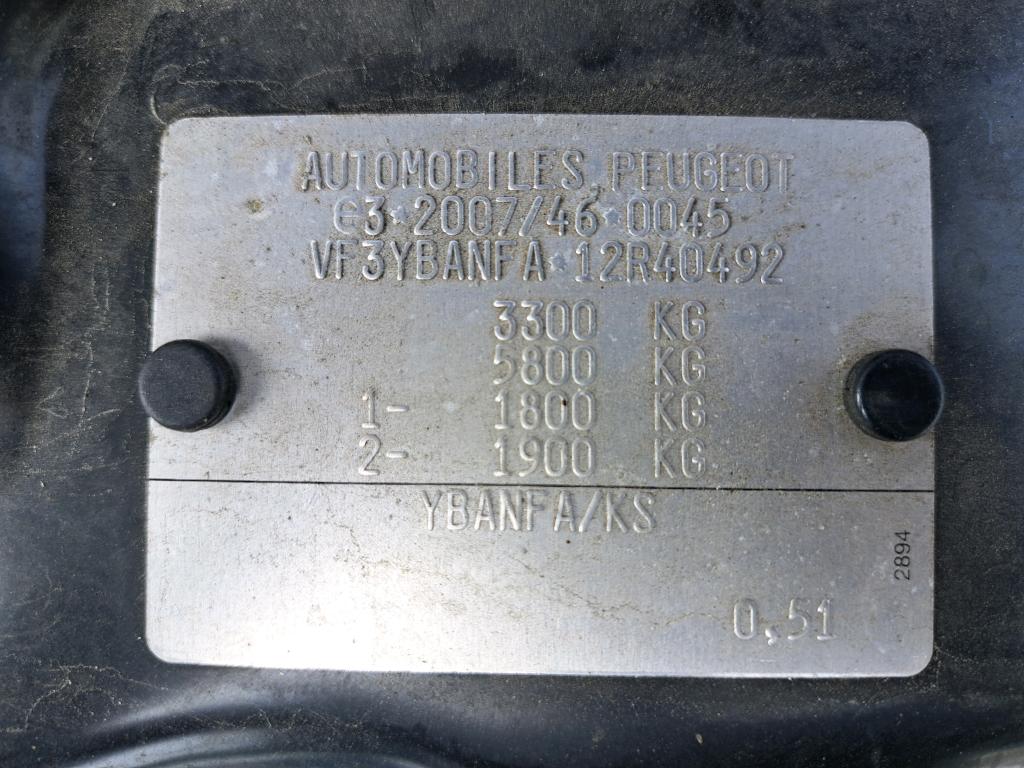 AUTOMOBILES PEUGEOT
e3*2007/46*0045
VF3YBANFA*12R40492
3300 KG
5800 KG
1- 1800 KG
2- 1900 KG
YBANFA/KS
2894
0,51